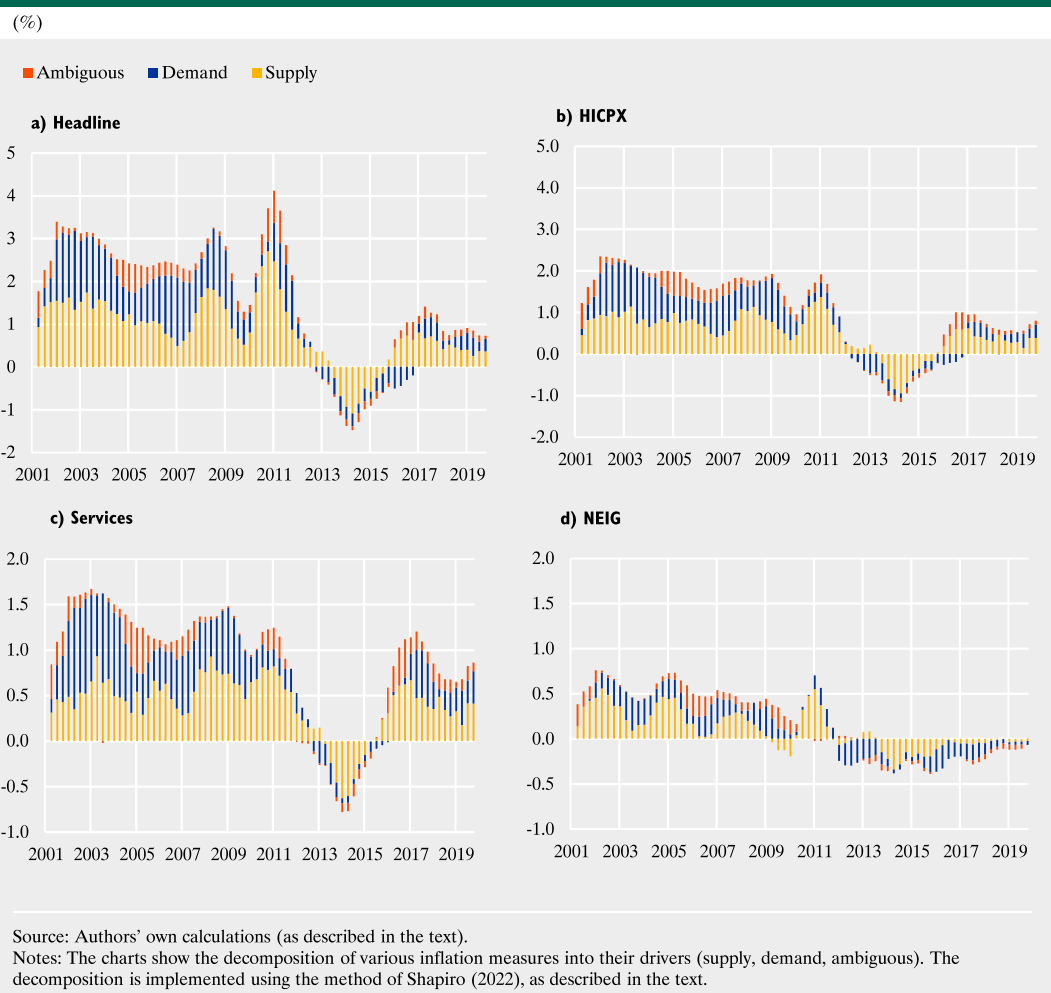 (%)
Ambiguous Demand Supply
a) Headline
5
4
3
2
1
0
-1
-2
2001 2003 2005 2007 2009 2011 2013 2015 2017 2019
b) HICPX
5.0
4.0
3.0
2.0
1.0
0.0
-1.0
-2.0
2001 2003 2005 2007 2009 2011 2013 2015 2017 2019
c) Services
2.0
1.5
1.0
0.5
0.0
-0.5
-1.0
2001 2003 2005 2007 2009 2011 2013 2015 2017 2019
d) NEIG
2.0
1.5
1.0
0.5
0.0
-0.5
-1.0
2001 2003 2005 2007 2009 2011 2013 2015 2017 2019
Source: Authors’ own calculations (as described in the text).
Notes: The charts show the decomposition of various inflation measures into their drivers (supply, demand, ambiguous). The
decomposition is implemented using the method of Shapiro (2022), as described in the text.